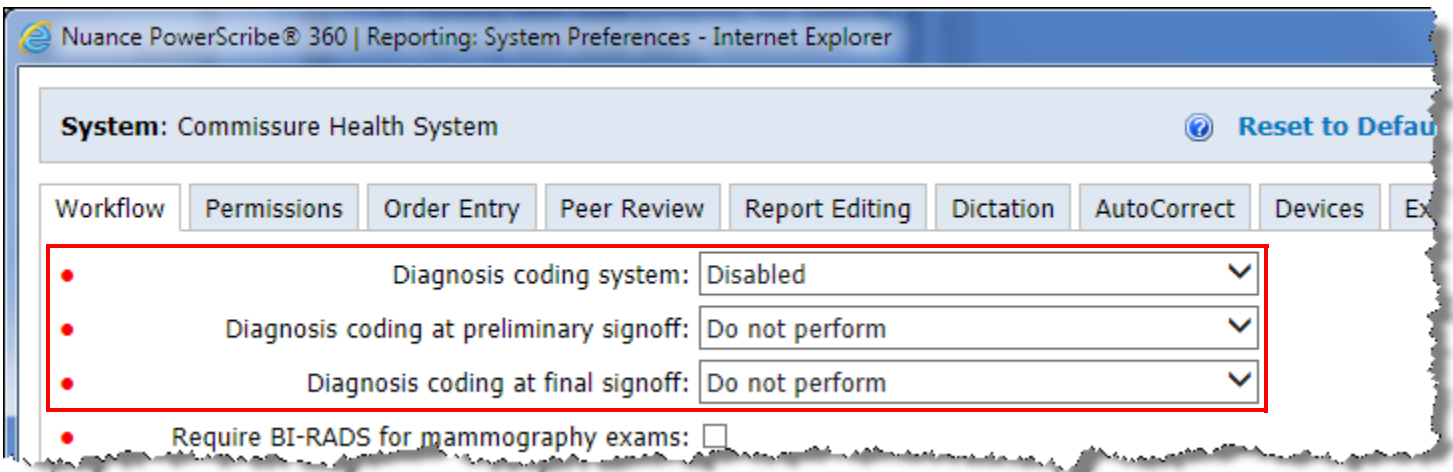 Nuance PowerScribe® 360 | Reporting: System Preferences - Internet Explorer
System: Commissure Health System Reset to Defau
Workflow Permissions Order Entry Peer Review Report Editing Dictation AutoCorrect Devices Ex
Diagnosis coding system: Disabled
Diagnosis coding at preliminary signoff: Do not perform
Diagnosis coding at final signoff: Do not perform
Require BI-RADS for mammography exams: